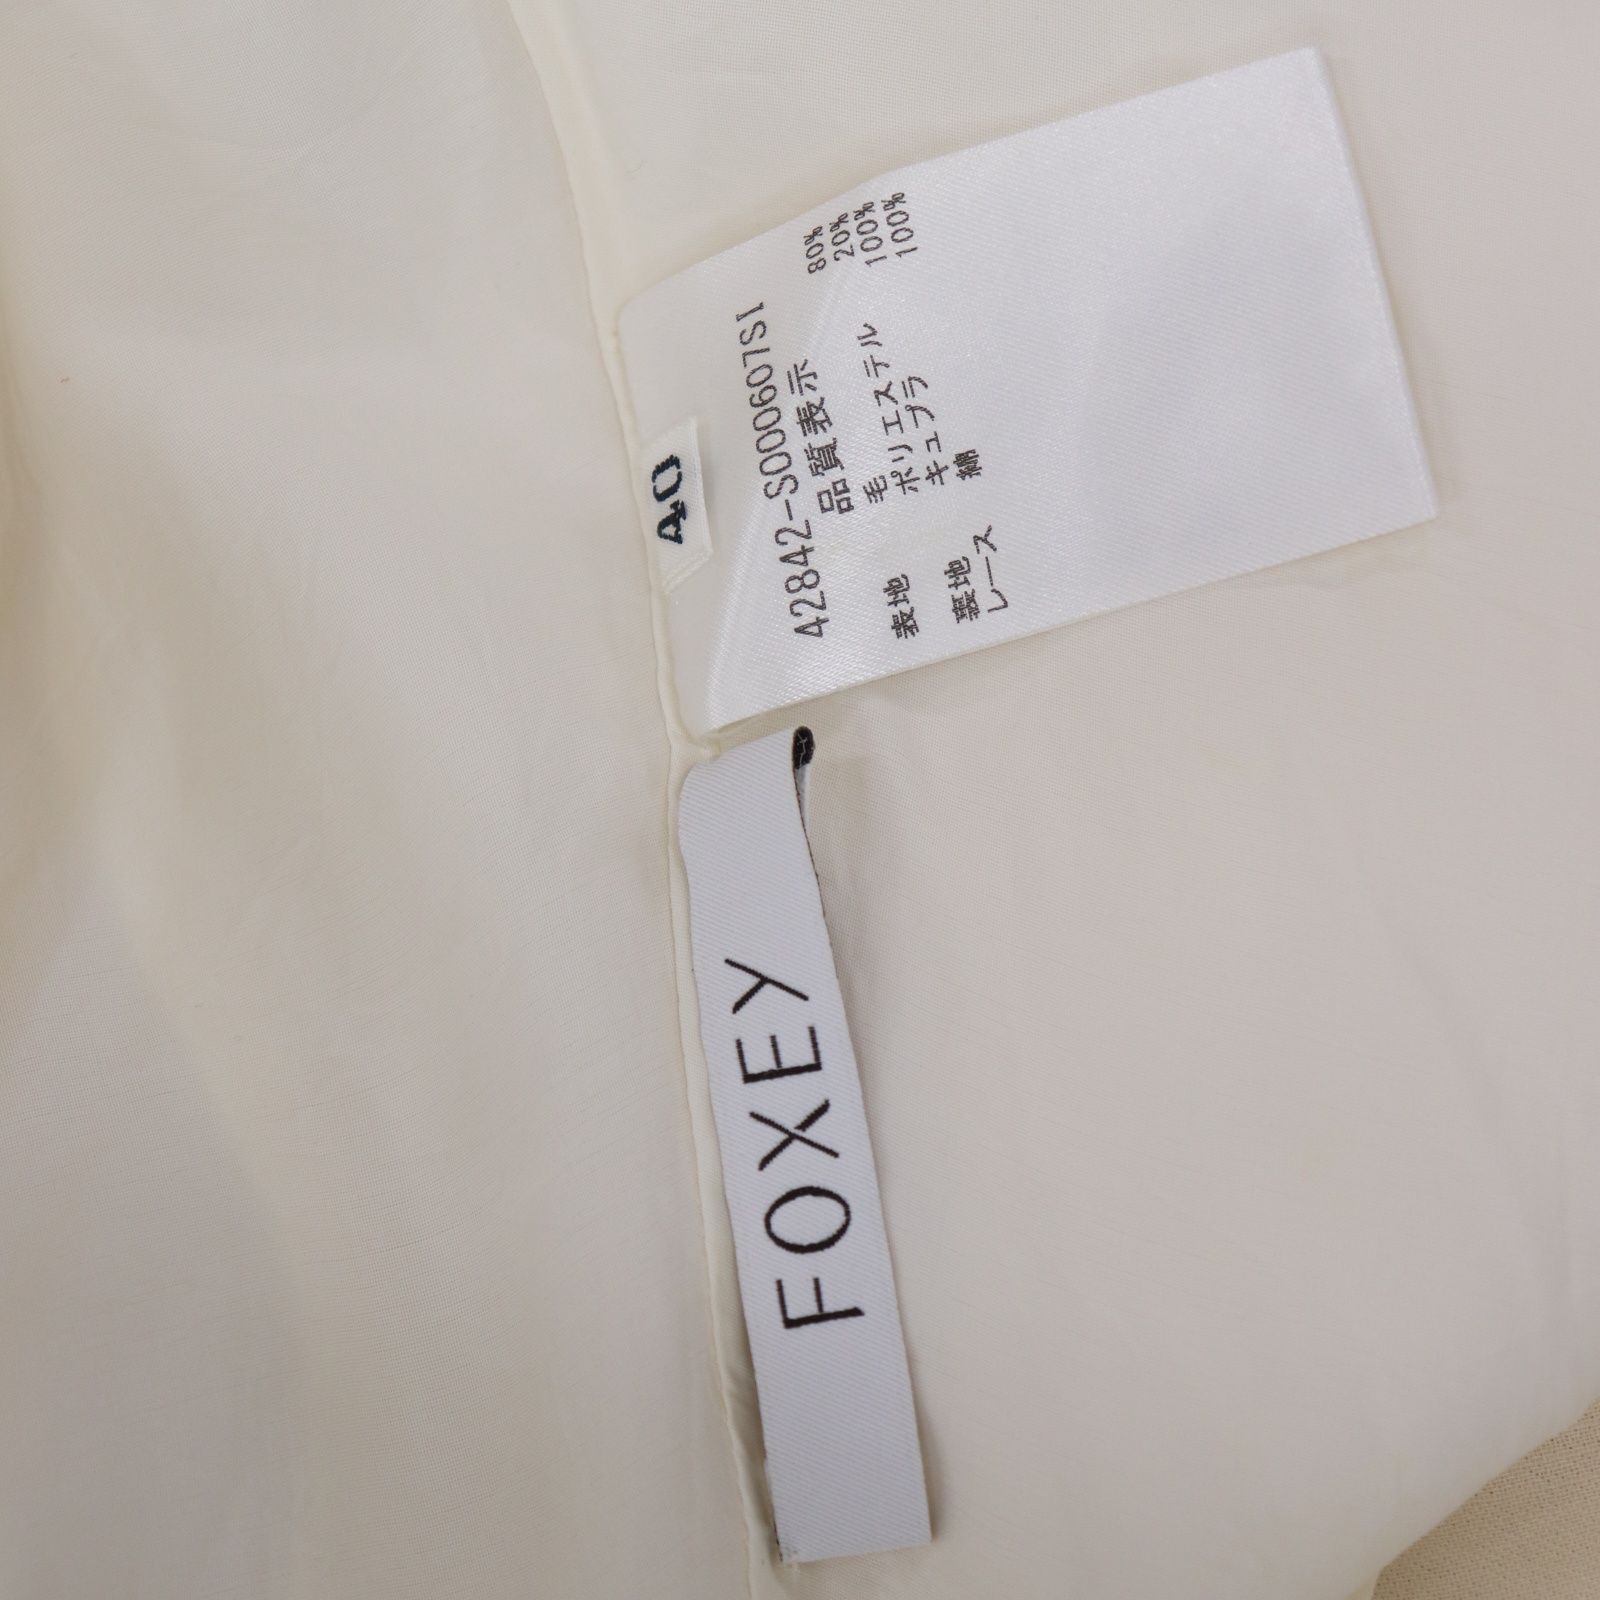 40
42842-S000607SI
品質表示
表地 毛 80%
ポリエステル 20%
裏地 キュプラ 100%
レース 綿 100%
FOXEY